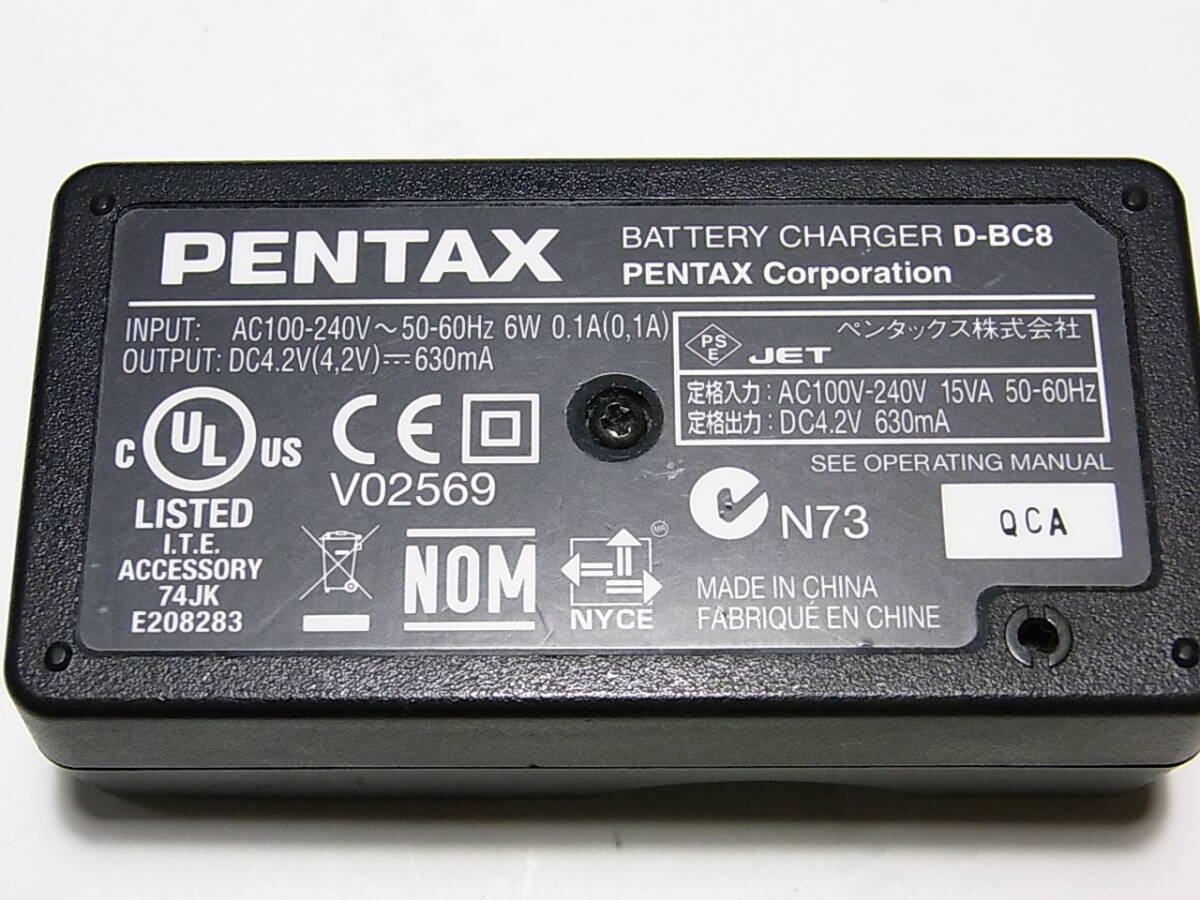 PENTAX
BATTERY CHARGER D-BC8
PENTAX Corporation
INPUT: AC100-240V～50-60Hz 6W 0.1A(0,1A)
OUTPUT: DC4.2V(4,2V)⎓630mA
PS
E
JET
ペンタックス株式会社
定格入力：AC100V-240V 15VA 50-60Hz
定格出力：DC4.2V 630mA
C UL US
LISTED
I.T.E.
ACCESSORY
74JK
E208283
CE
V02569
SEE OPERATING MANUAL
N73
QCA
NOM
NYCE
MADE IN CHINA
FABRIQUÉ EN CHINE